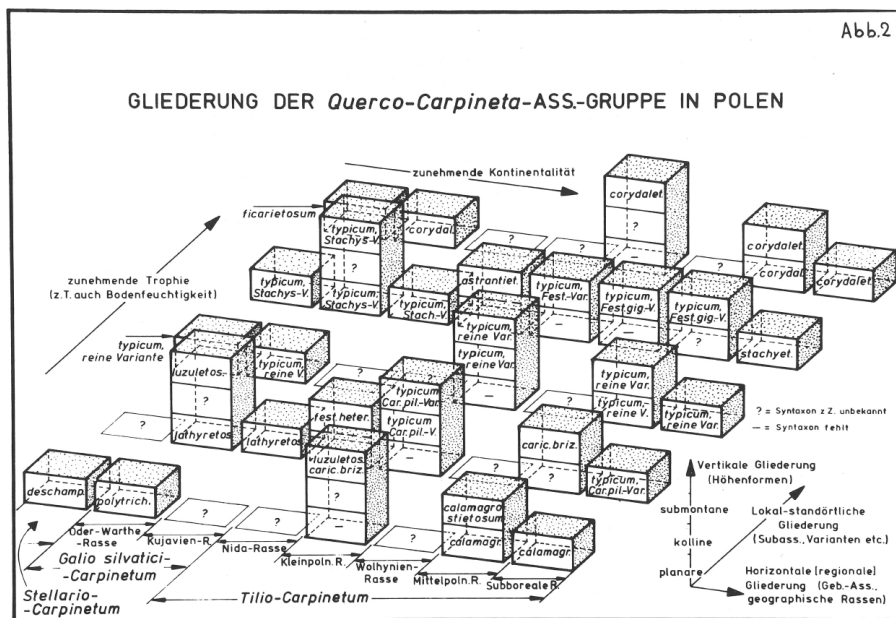 Abb.2
GLIEDERUNG DER Querco-Carpineta-ASS.-GRUPPE IN POLEN
zunehmende Kontinentalität
corydalet.
ficarietosum
typicum,
Stachys-V.
corydal.
?
?
?
corydalet.
zunehmende Trophie
(z.T. auch Bodenfeuchtigkeit)
typicum,
Stachys-V.
?
typicum,
Stachys-V.
typicum,
Stach.-V.
astrantiet.
typicum,
Fest.-Var.
typicum,
Fest.gig-V.
typicum,
Fest.gig.-V.
?
—
?
corydal.
corydalet.
stachyet.
typicum,
reine Variante
luzuletos.
?
lathyretos.
typicum,
reine V.
lathyretos.
typicum,
reine Var.
typicum,
reine Var.
—
typicum,
reine Var.
typicum,
reine V.
typicum,
reine Var.
? = Syntaxon z.Z. unbekannt
— = Syntaxon fehlt
?
?
fest.heter.
?
typicum
Car.pil.-Var.
typicum
Car.pil.-V.
—
?
caric.briz.
?
typicum,
Car.pil.-Var.
deschamp.
polytrich.
?
?
luzuletos.
caric.briz.
?
—
?
?
calamagro
stietosum
calamagr.
calamagr.
Oder-Warthe-
-Rasse
Kujavien-R.
Nida-Rasse
Kleinpoln.R.
Wolhynien-
Rasse
Mittelpoln.R.
Subboreale R.
Galio silvatici-
-Carpinetum
Stellario-
-Carpinetum
Tilio-Carpinetum
Vertikale Gliederung
(Höhenformen)
submontane
kolline
planare
Lokal-standörtliche
Gliederung
(Subass., Varianten etc.)
Horizontale [regionale]
Gliederung (Geb.-Ass.,
geographische Rassen)